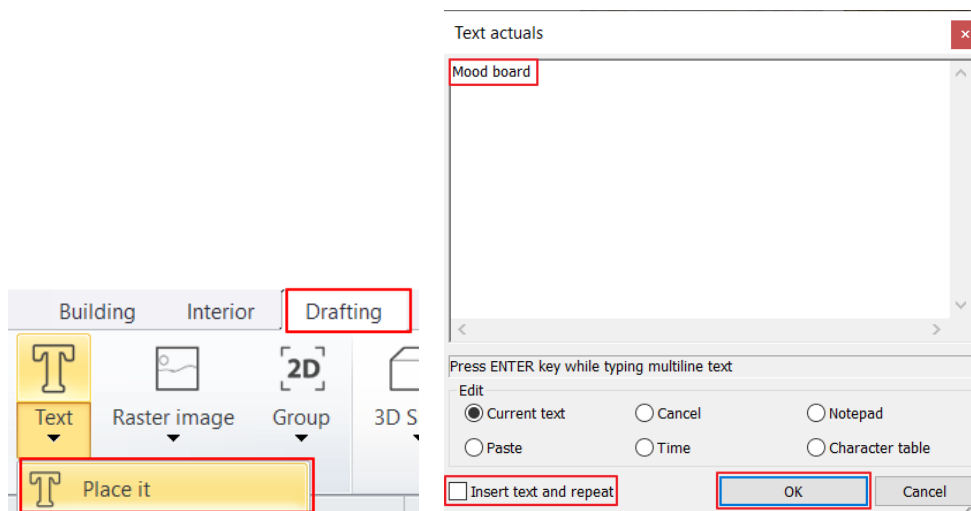 Building Interior Drafting
Text Raster image Group 3D S
2D
Place it
Text actuals
Mood board
Press ENTER key while typing multiline text
Edit
Current text Cancel Notepad
Paste Time Character table
Insert text and repeat OK Cancel